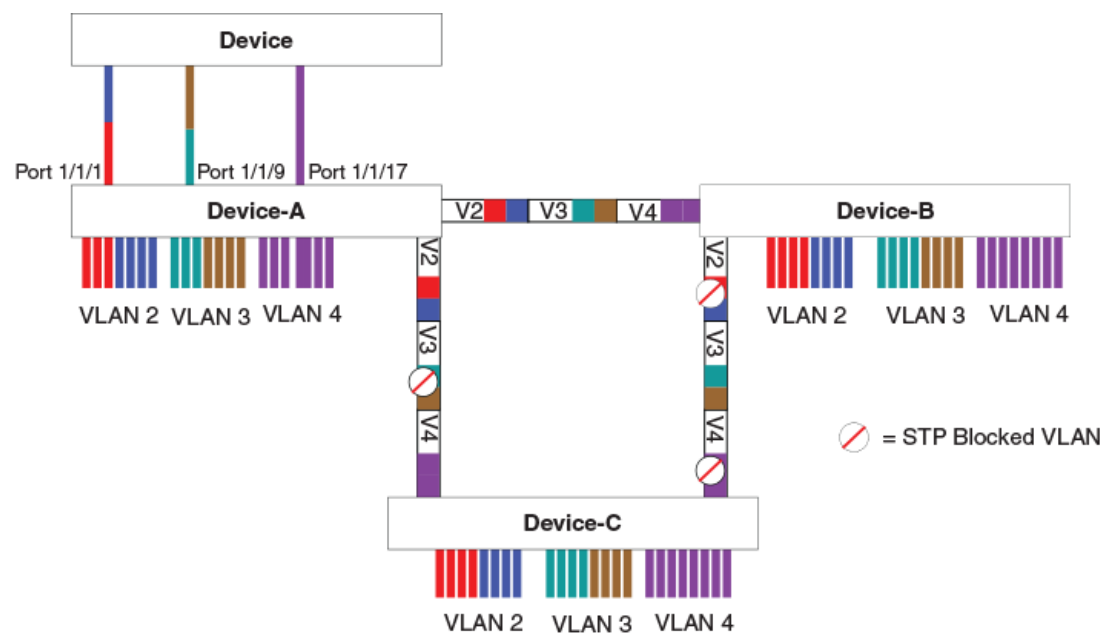 Device
Port 1/1/1
Port 1/1/9
Port 1/1/17
Device-A
V2
V3
V4
Device-B
VLAN 2
VLAN 3
VLAN 4
V2
V3
V4
V2
V3
V4
VLAN 2
VLAN 3
VLAN 4
= STP Blocked VLAN
Device-C
VLAN 2
VLAN 3
VLAN 4